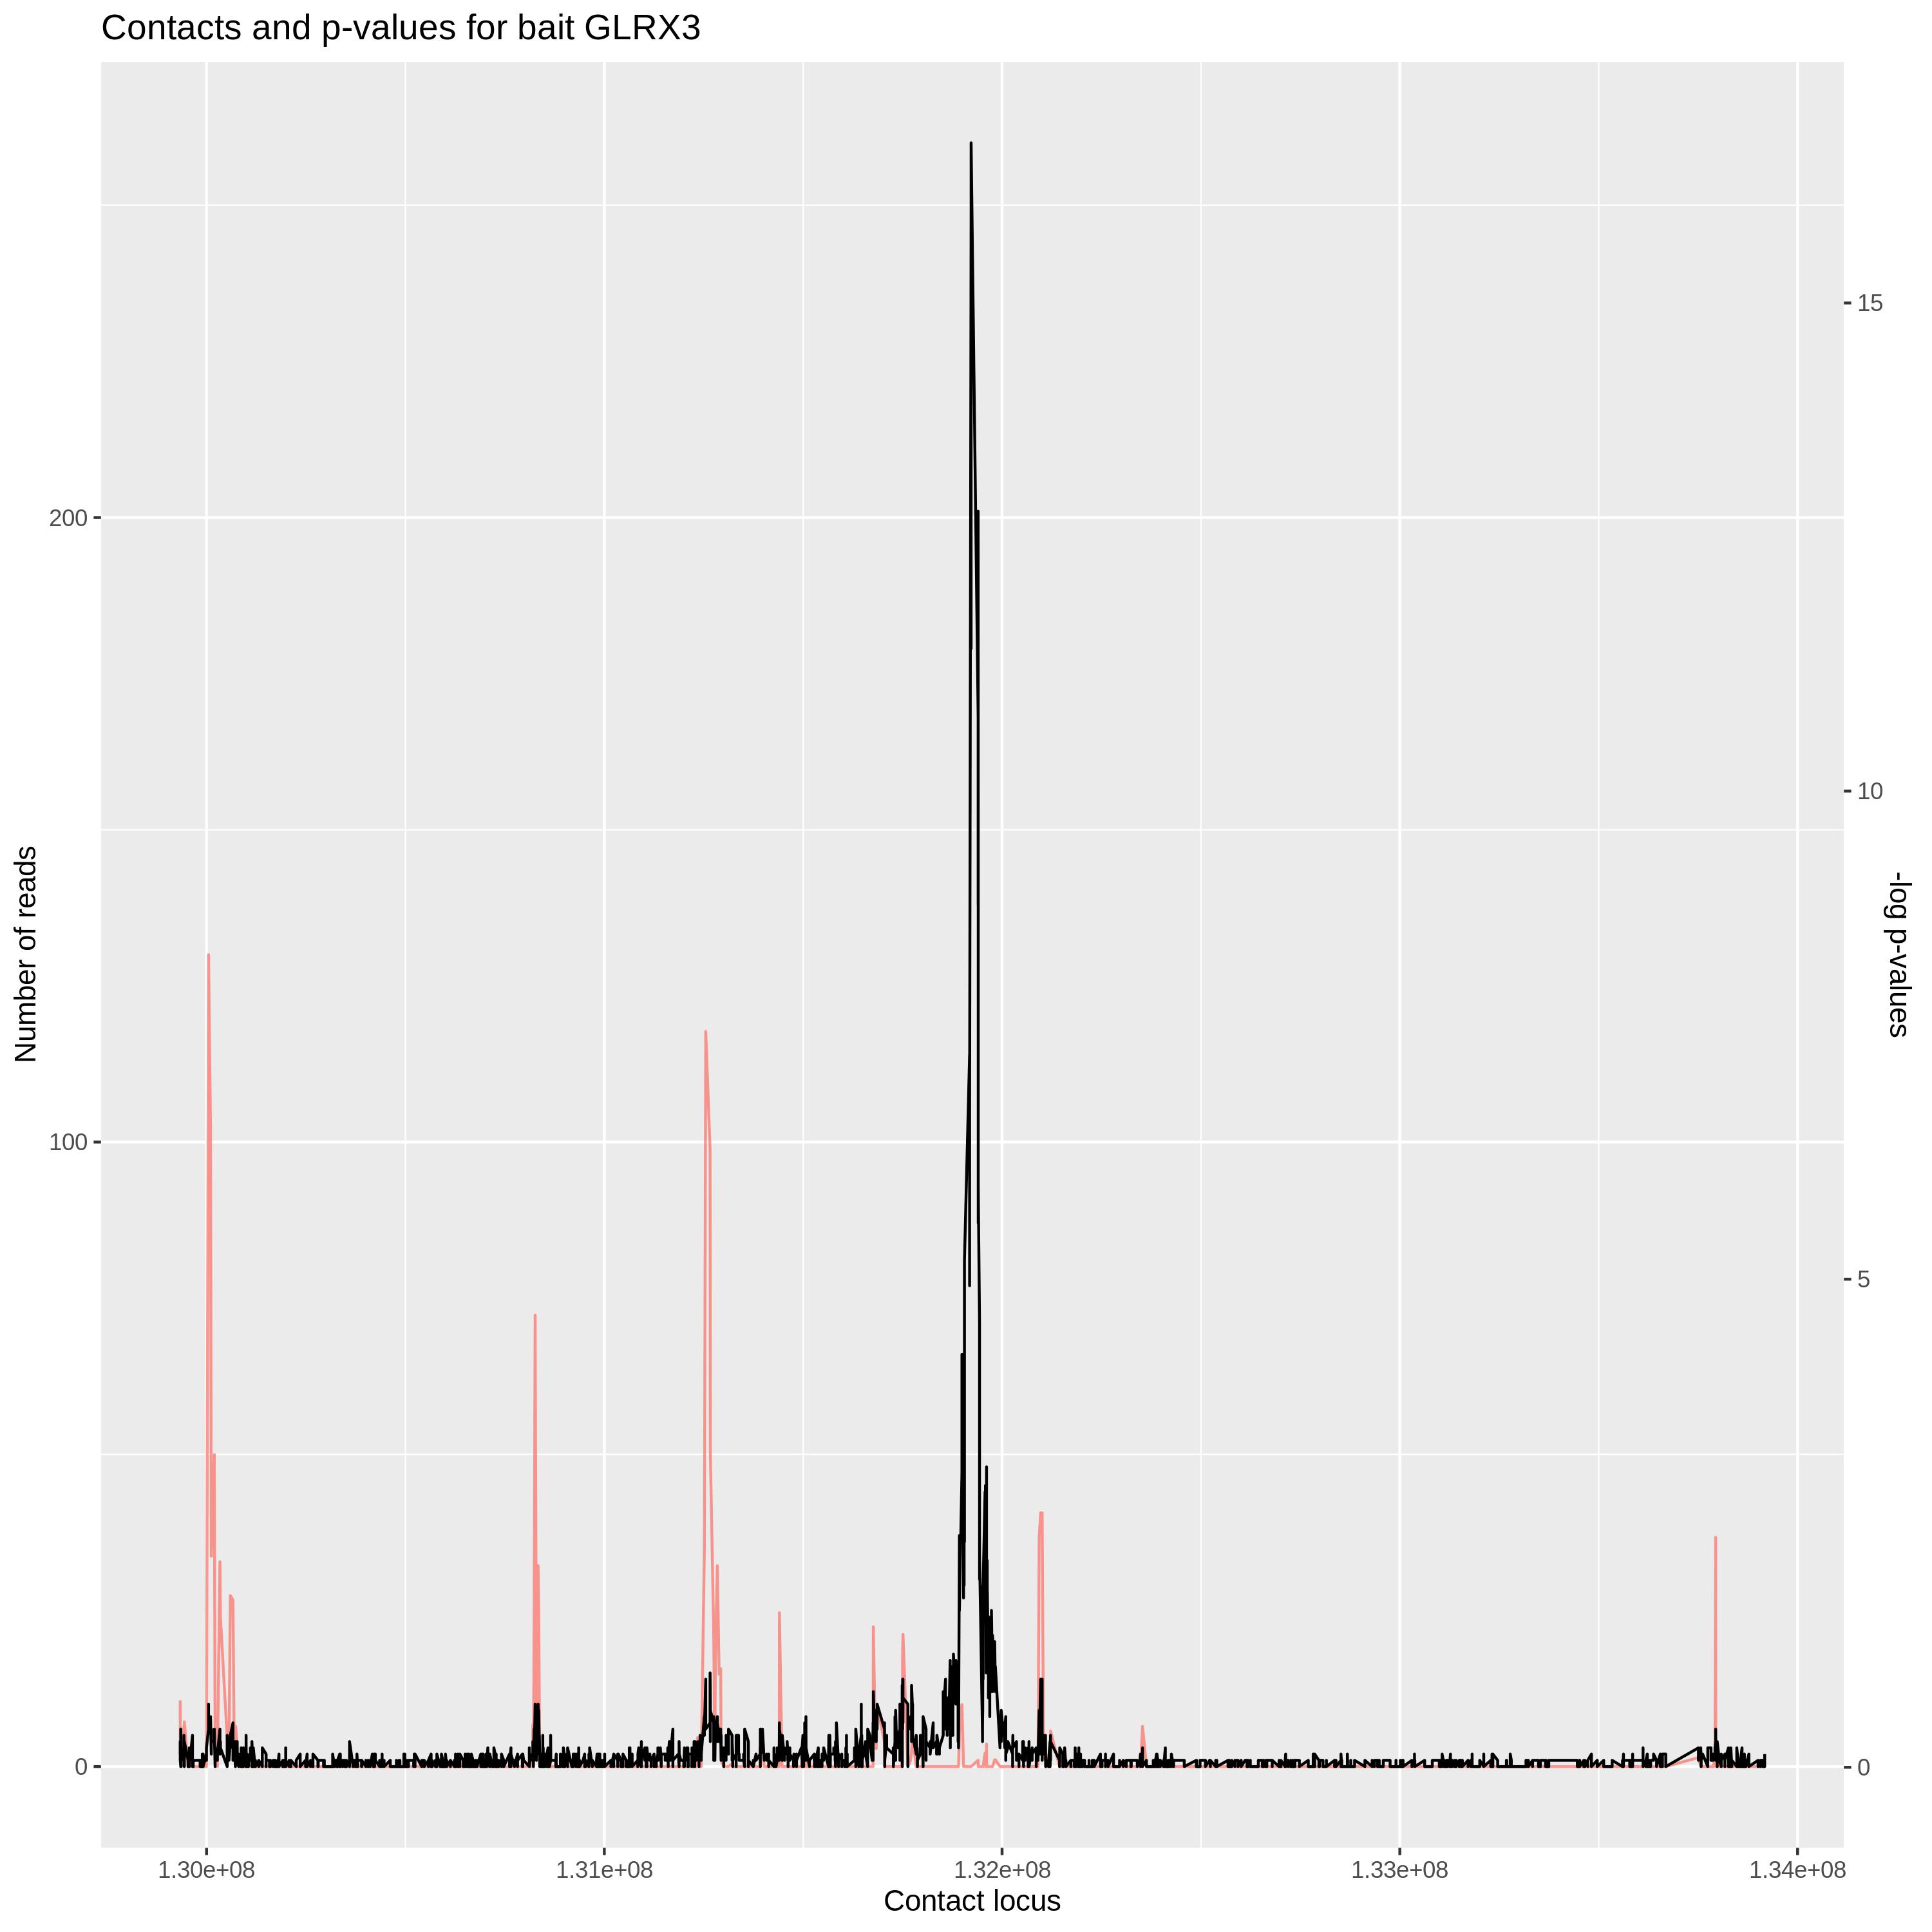 Contacts and p-values for bait GLRX3
200
100
0
Number of reads
15
10
5
0
-log p-values
1.30e+08
1.31e+08
1.32e+08
1.33e+08
1.34e+08
Contact locus